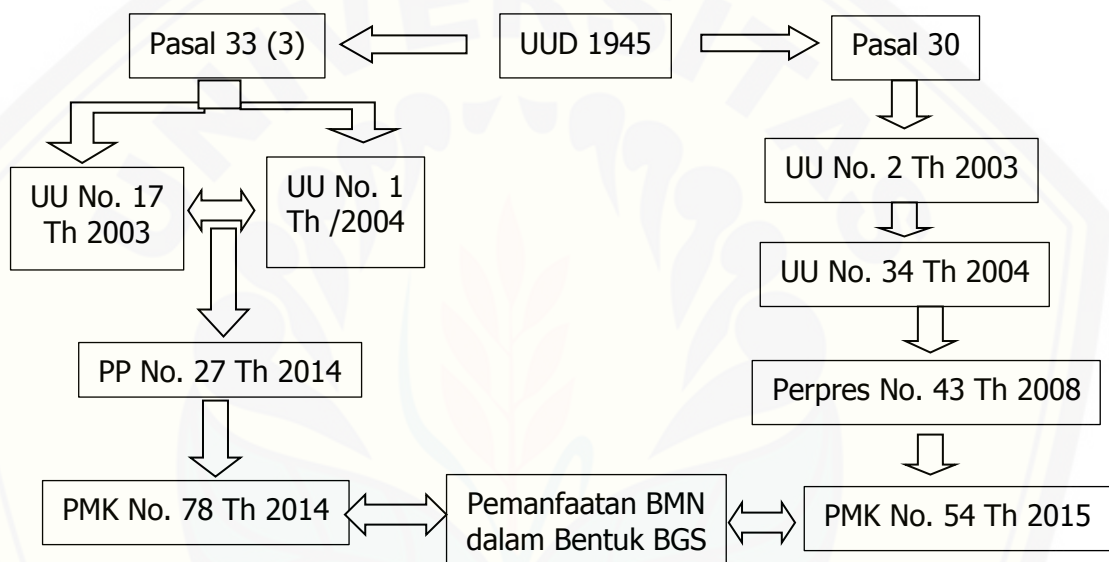 Pasal 33 (3)
UUD 1945
Pasal 30
UU No. 17
Th 2003
UU No. 1
Th /2004
UU No. 2 Th 2003
UU No. 34 Th 2004
PP No. 27 Th 2014
Perpres No. 43 Th 2008
PMK No. 78 Th 2014
Pemanfaatan BMN
dalam Bentuk BGS
PMK No. 54 Th 2015
UNIVERSITAS